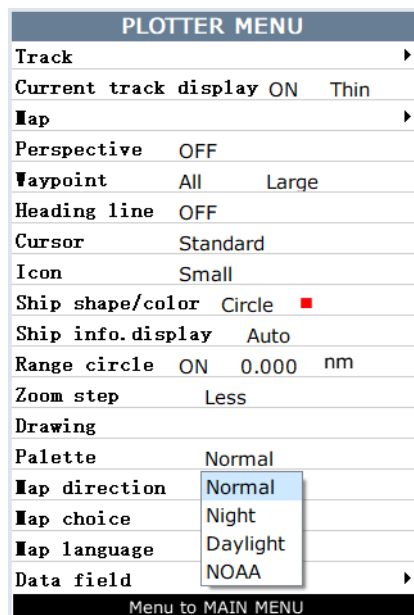 PLOTTER MENU
Track
Current track display ON Thin
Map
Perspective OFF
Waypoint All Large
Heading line OFF
Cursor Standard
Icon Small
Ship shape/color Circle
Ship info.display Auto
Range circle ON 0.000 nm
Zoom step Less
Drawing
Palette Normal
Map direction Normal
Map choice Night
Map language Daylight
Data field NOAA
Menu to MAIN MENU